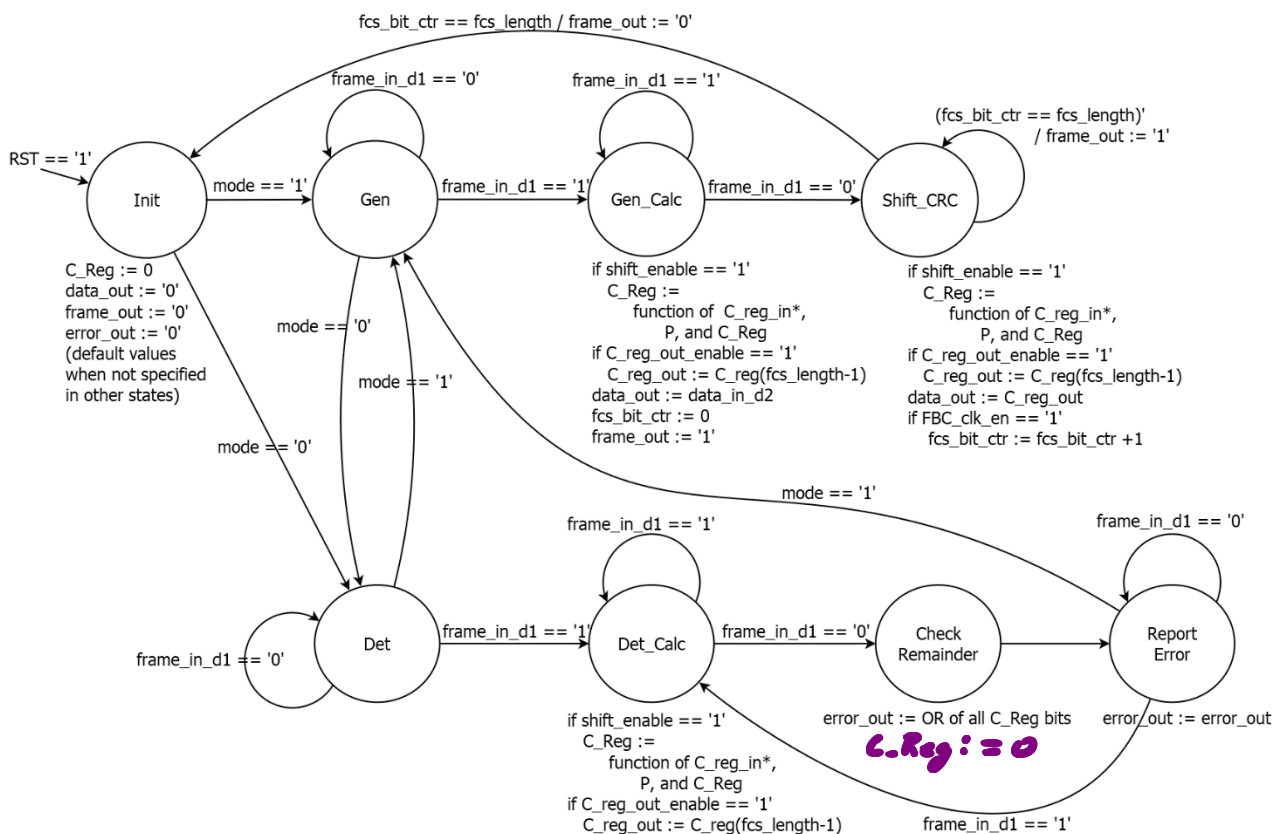 fcs_bit_ctr == fcs_length / frame_out := '0'
frame_in_d1 == '0'
frame_in_d1 == '1'
(fcs_bit_ctr == fcs_length)'
/ frame_out := '1'
RST == '1'
Init
mode == '1'
Gen
frame_in_d1 == '1'
Gen_Calc
frame_in_d1 == '0'
Shift_CRC
C_Reg := 0
data_out := '0'
frame_out := '0'
error_out := '0'
(default values
when not specified
in other states)
mode == '0'
mode == '1'
if shift_enable == '1'
C_Reg :=
function of C_reg_in*,
P, and C_Reg
if C_reg_out_enable == '1'
C_reg_out := C_reg(fcs_length-1)
data_out := data_in_d2
fcs_bit_ctr := 0
frame_out := '1'
if shift_enable == '1'
C_Reg :=
function of C_reg_in*,
P, and C_Reg
if C_reg_out_enable == '1'
C_reg_out := C_reg(fcs_length-1)
data_out := C_reg_out
if FBC_clk_en == '1'
fcs_bit_ctr := fcs_bit_ctr +1
mode == '0'
mode == '1'
frame_in_d1 == '1'
frame_in_d1 == '0'
frame_in_d1 == '0'
Det
frame_in_d1 == '1'
Det_Calc
frame_in_d1 == '0'
Check
Remainder
Report
Error
if shift_enable == '1'
C_Reg :=
function of C_reg_in*,
P, and C_Reg
if C_reg_out_enable == '1'
C_reg_out := C_reg(fcs_length-1)
error_out := OR of all C_Reg bits
C_Reg := 0
error_out := error_out
frame_in_d1 == '1'